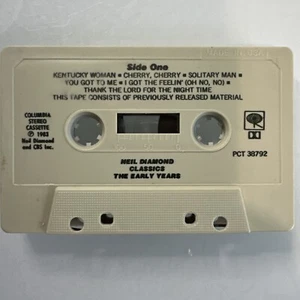 Side One
KENTUCKY WOMAN • CHERRY, CHERRY • SOLITARY MAN •
YOU GOT TO ME • I GOT THE FEELIN' (OH NO, NO) •
THANK THE LORD FOR THE NIGHT TIME
THIS TAPE CONSISTS OF PREVIOUSLY RELEASED MATERIAL
COLUMBIA
STEREO
CASSETTE
℗ 1983
Neil Diamond
and CBS Inc.
PCT 38792
NEIL DIAMOND
CLASSICS
THE EARLY YEARS